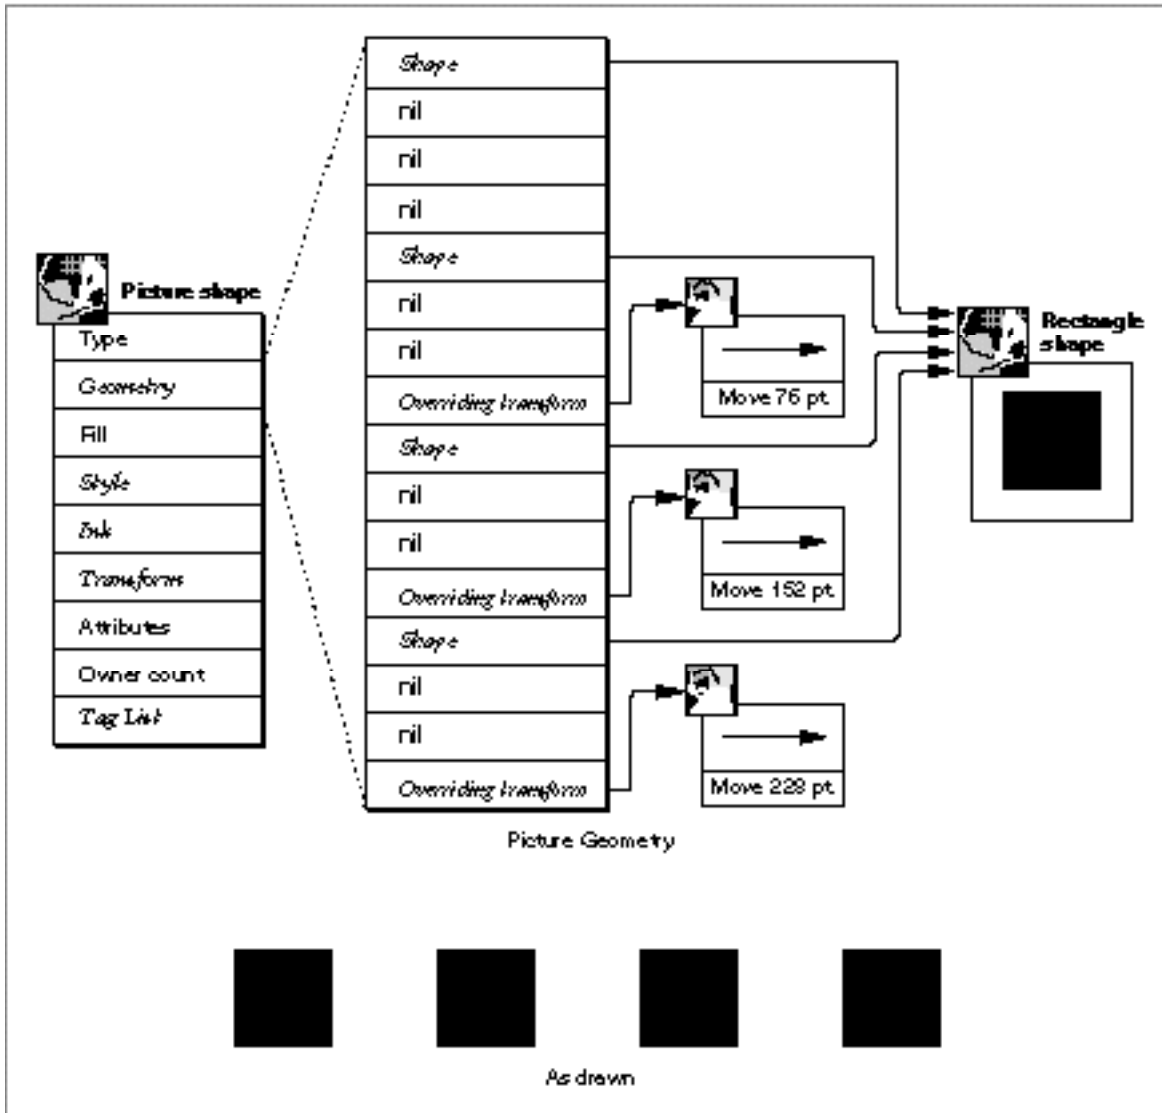 Picture shape
Type
Geometry
Fill
Style
Ink
Transform
Attributes
Owner count
Tag List
Shape
nil
nil
nil
Shape
nil
nil
Overriding transform
Shape
nil
nil
Overriding transform
Shape
nil
nil
Overriding transform
Picture Geometry
Move 76 pt.
Move 152 pt.
Move 228 pt.
Rectangle
shape
As drawn